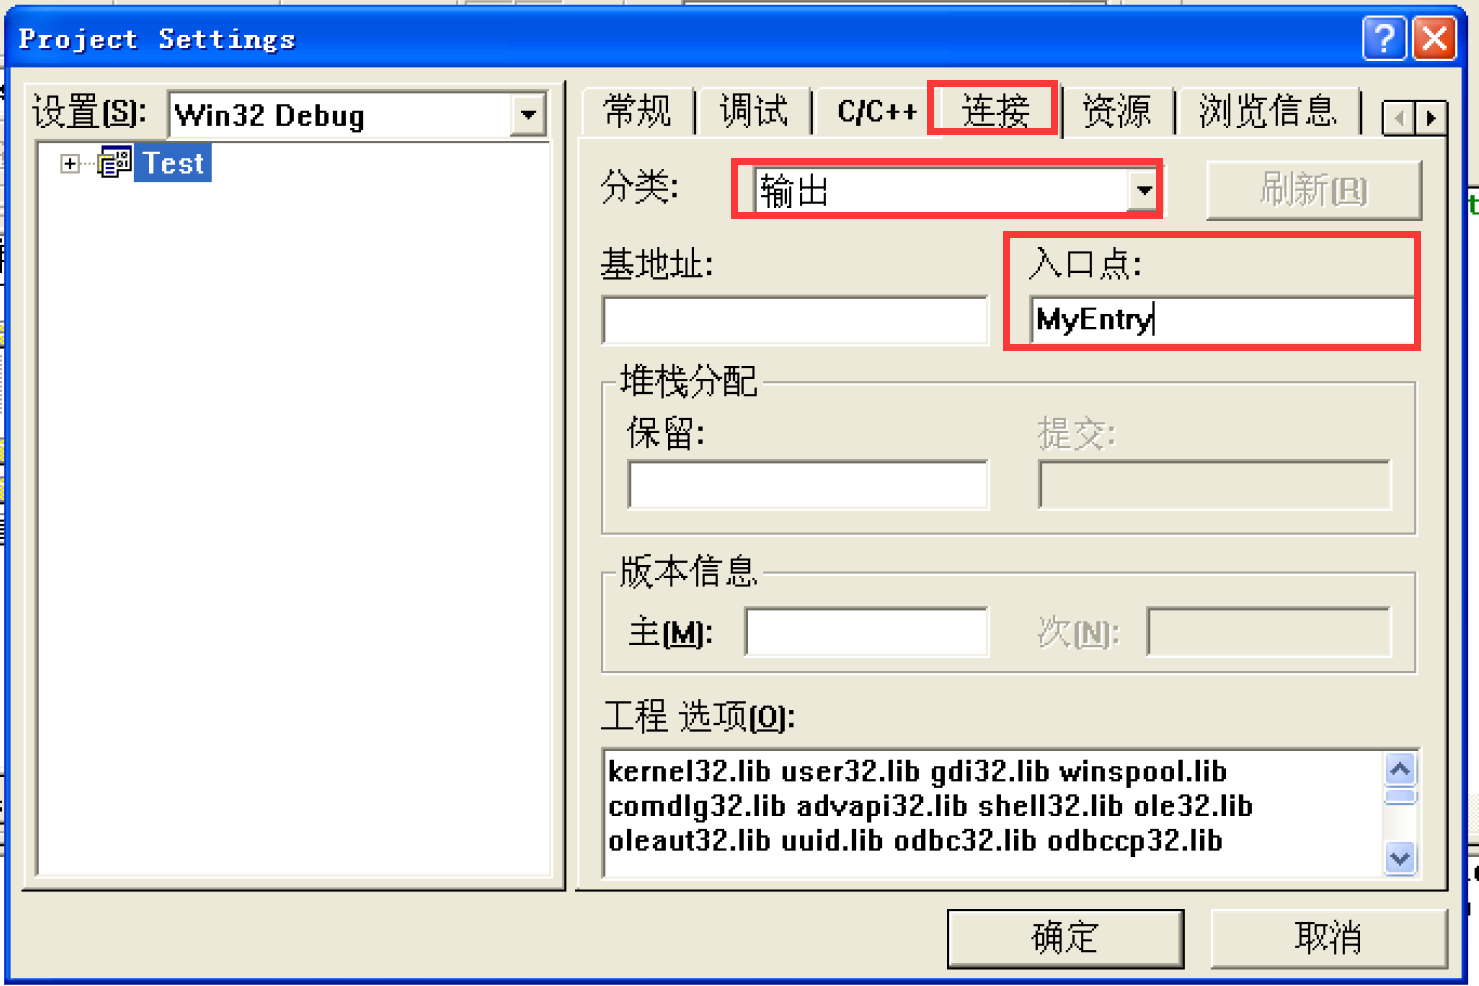 Project Settings
设置(S): Win32 Debug
Test
常规 调试 C/C++ 连接 资源 浏览信息
分类: 输出 刷新(R)
基地址: 入口点:
MyEntry
堆栈分配
保留: 提交:
版本信息
主(M): 次(N):
工程 选项(O):
kernel32.lib user32.lib gdi32.lib winspool.lib
comdlg32.lib advapi32.lib shell32.lib ole32.lib
oleaut32.lib uuid.lib odbc32.lib odbccp32.lib
确定 取消